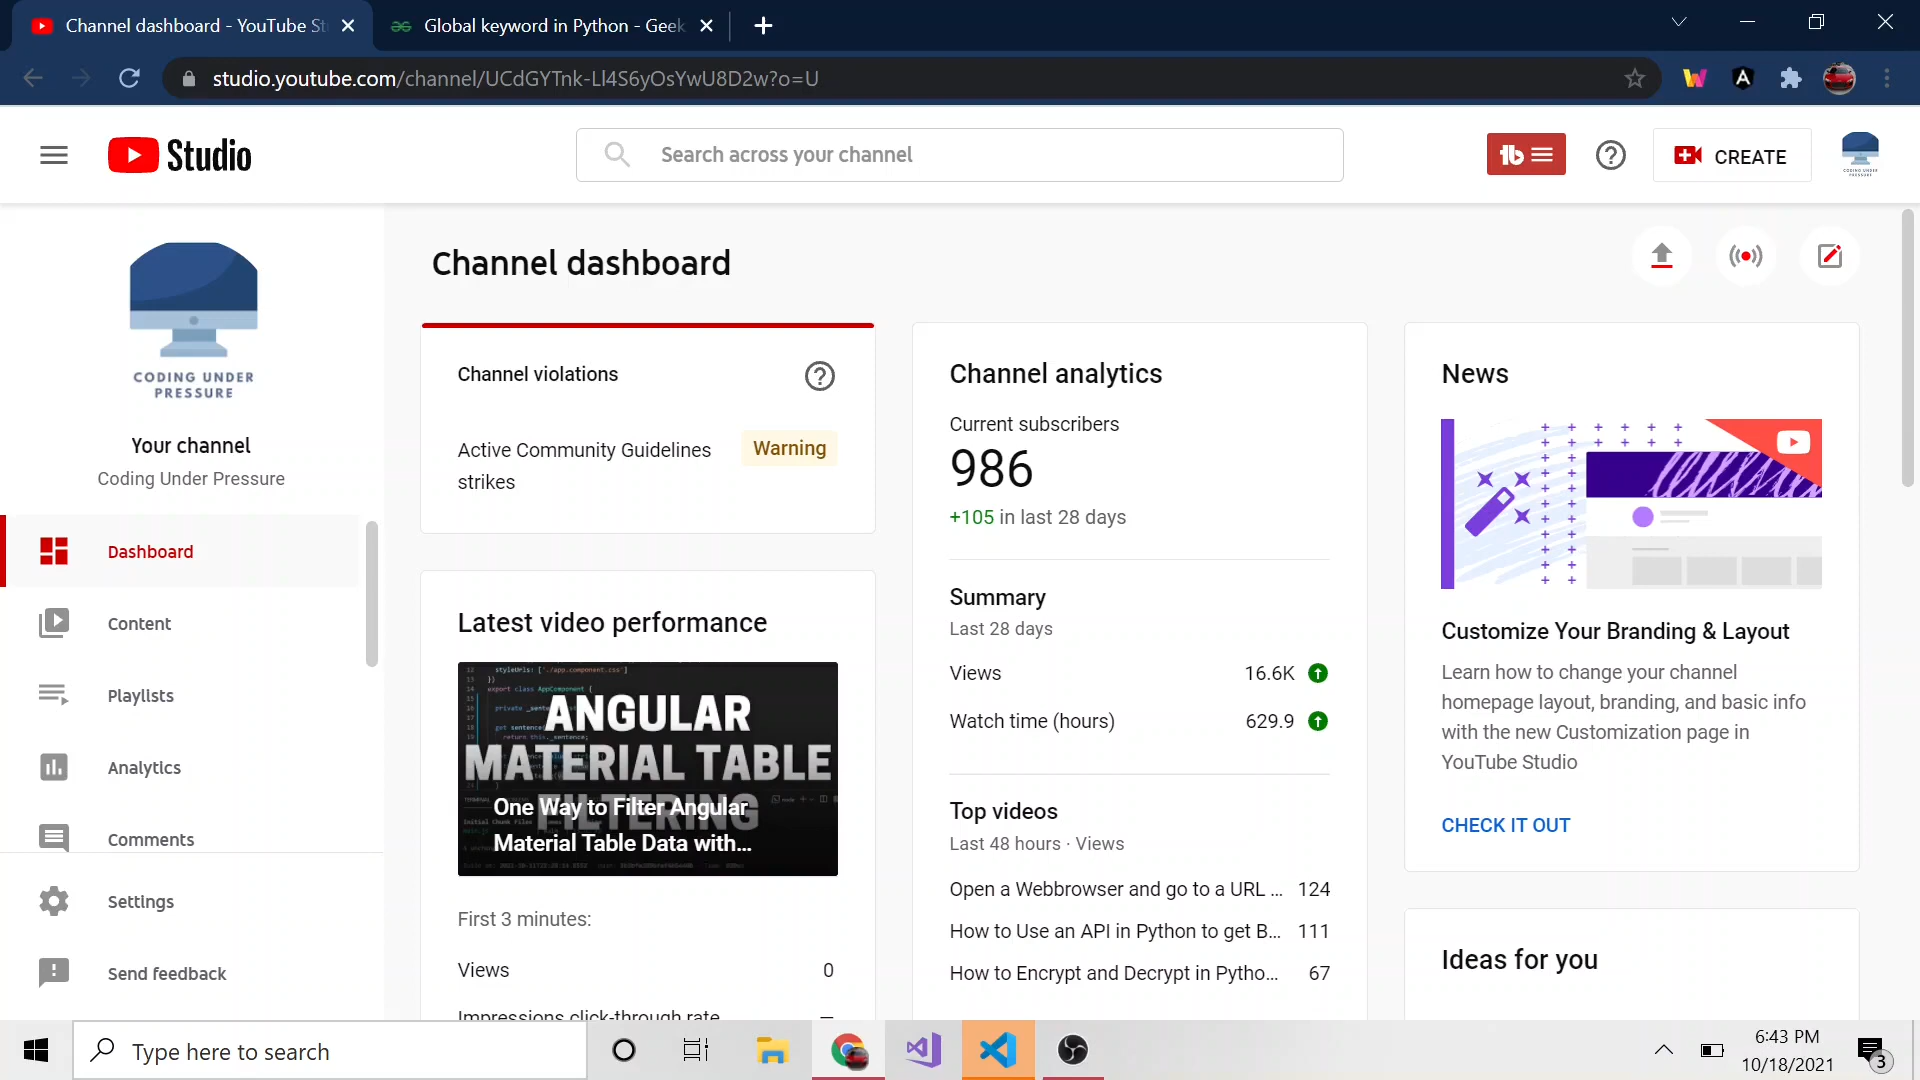 Channel dashboard - YouTube St
Global keyword in Python - Geek
studio.youtube.com/channel/UCdGYTnk-Ll4S6yOsYwU8D2w?o=U
Studio
Search across your channel
CREATE
CODING UNDER
PRESSURE
Your channel
Coding Under Pressure
Dashboard
Content
Playlists
Analytics
Comments
Settings
Send feedback
Channel dashboard
Channel violations
Active Community Guidelines
strikes
Warning
Latest video performance
ANGULAR
MATERIAL TABLE
FILTERING
One Way to Filter Angular
Material Table Data with...
First 3 minutes:
Views 0
Impressions click-through rate –
Channel analytics
Current subscribers
986
+105 in last 28 days
Summary
Last 28 days
Views 16.6K
Watch time (hours) 629.9
Top videos
Last 48 hours · Views
Open a Webbrowser and go to a URL ... 124
How to Use an API in Python to get B... 111
How to Encrypt and Decrypt in Pytho... 67
News
Customize Your Branding & Layout
Learn how to change your channel
homepage layout, branding, and basic info
with the new Customization page in
YouTube Studio
CHECK IT OUT
Ideas for you
Type here to search
6:43 PM
10/18/2021
3